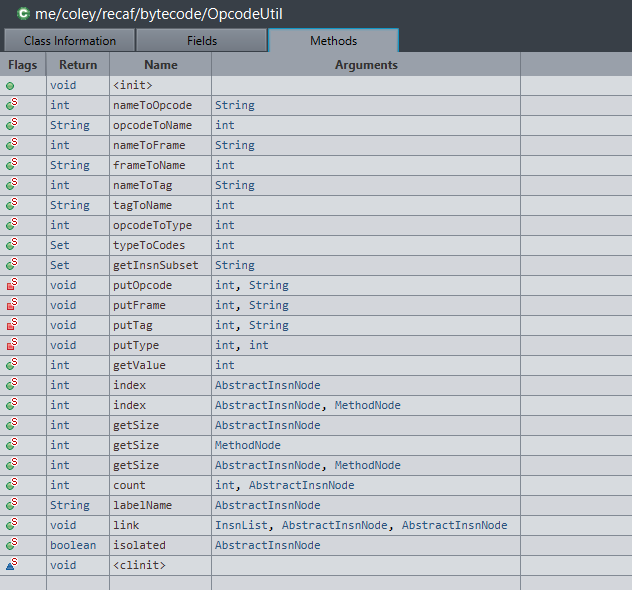 me/coley/recaf/bytecode/OpcodeUtil
Class Information Fields Methods
Flags Return Name Arguments
void <init>
S int nameToOpcode String
S String opcodeToName int
S int nameToFrame String
S String frameToName int
S int nameToTag String
S String tagToName int
S int opcodeToType int
S Set typeToCodes int
S Set getInsnSubset String
S void putOpcode int, String
S void putFrame int, String
S void putTag int, String
S void putType int, int
S int getValue int
S int index AbstractInsnNode
S int index AbstractInsnNode, MethodNode
S int getSize AbstractInsnNode
S int getSize MethodNode
S int getSize AbstractInsnNode, MethodNode
S int count int, AbstractInsnNode
S String labelName AbstractInsnNode
S void link InsnList, AbstractInsnNode, AbstractInsnNode
S boolean isolated AbstractInsnNode
S void <clinit>